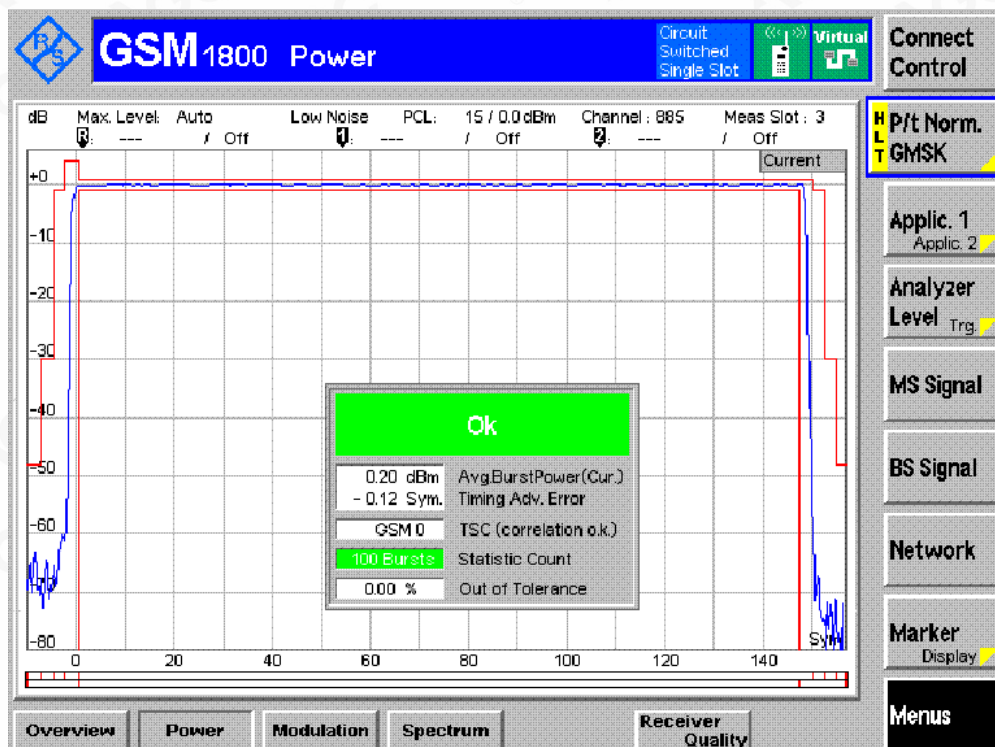 R/S
GSM 1800 Power
Circuit Switched Single Slot
Virtual
Connect Control
dB Max. Level: Auto Low Noise PCL: 15 / 0.0 dBm Channel : 885 Meas Slot : 3
R: --- / Off 1: --- / Off 2: --- / Off
Current
HLT P/t Norm. GMSK
Applic. 1
Applic. 2
Analyzer Level Trg.
MS Signal
BS Signal
Network
Marker
Display
Menus
+0
-10
-20
-30
-40
-50
-60
-80
Ok
0.20 dBm Avg.BurstPower(Cur.)
- 0.12 Sym. Timing Adv. Error
GSM 0 TSC (correlation o.k.)
100 Bursts Statistic Count
0.00 % Out of Tolerance
0 20 40 60 80 100 120 140
Overview Power Modulation Spectrum Receiver Quality